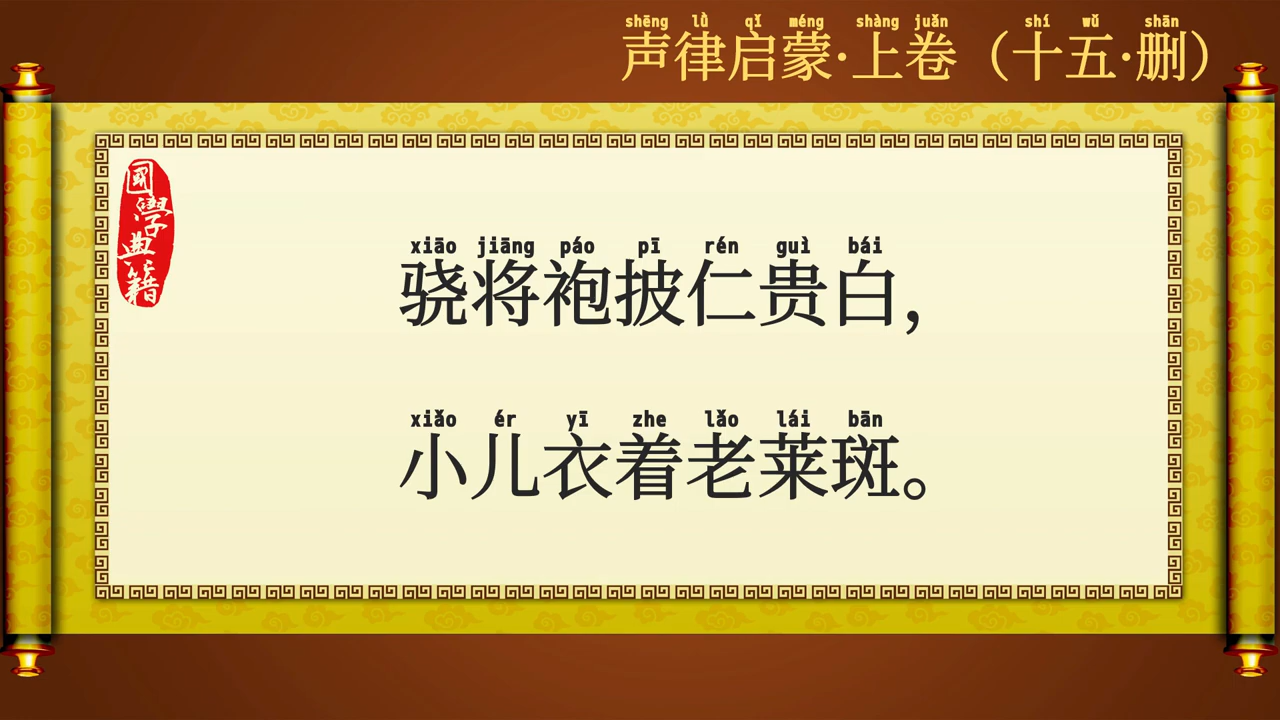 shēng lǜ qǐ méng shàng juǎn shí wǔ shān
声律启蒙·上卷（十五·删）
國學典籍
xiāo jiāng páo pī rén guì bái
骁将袍披仁贵白，
xiǎo ér yī zhe lǎo lái bān
小儿衣着老莱斑。